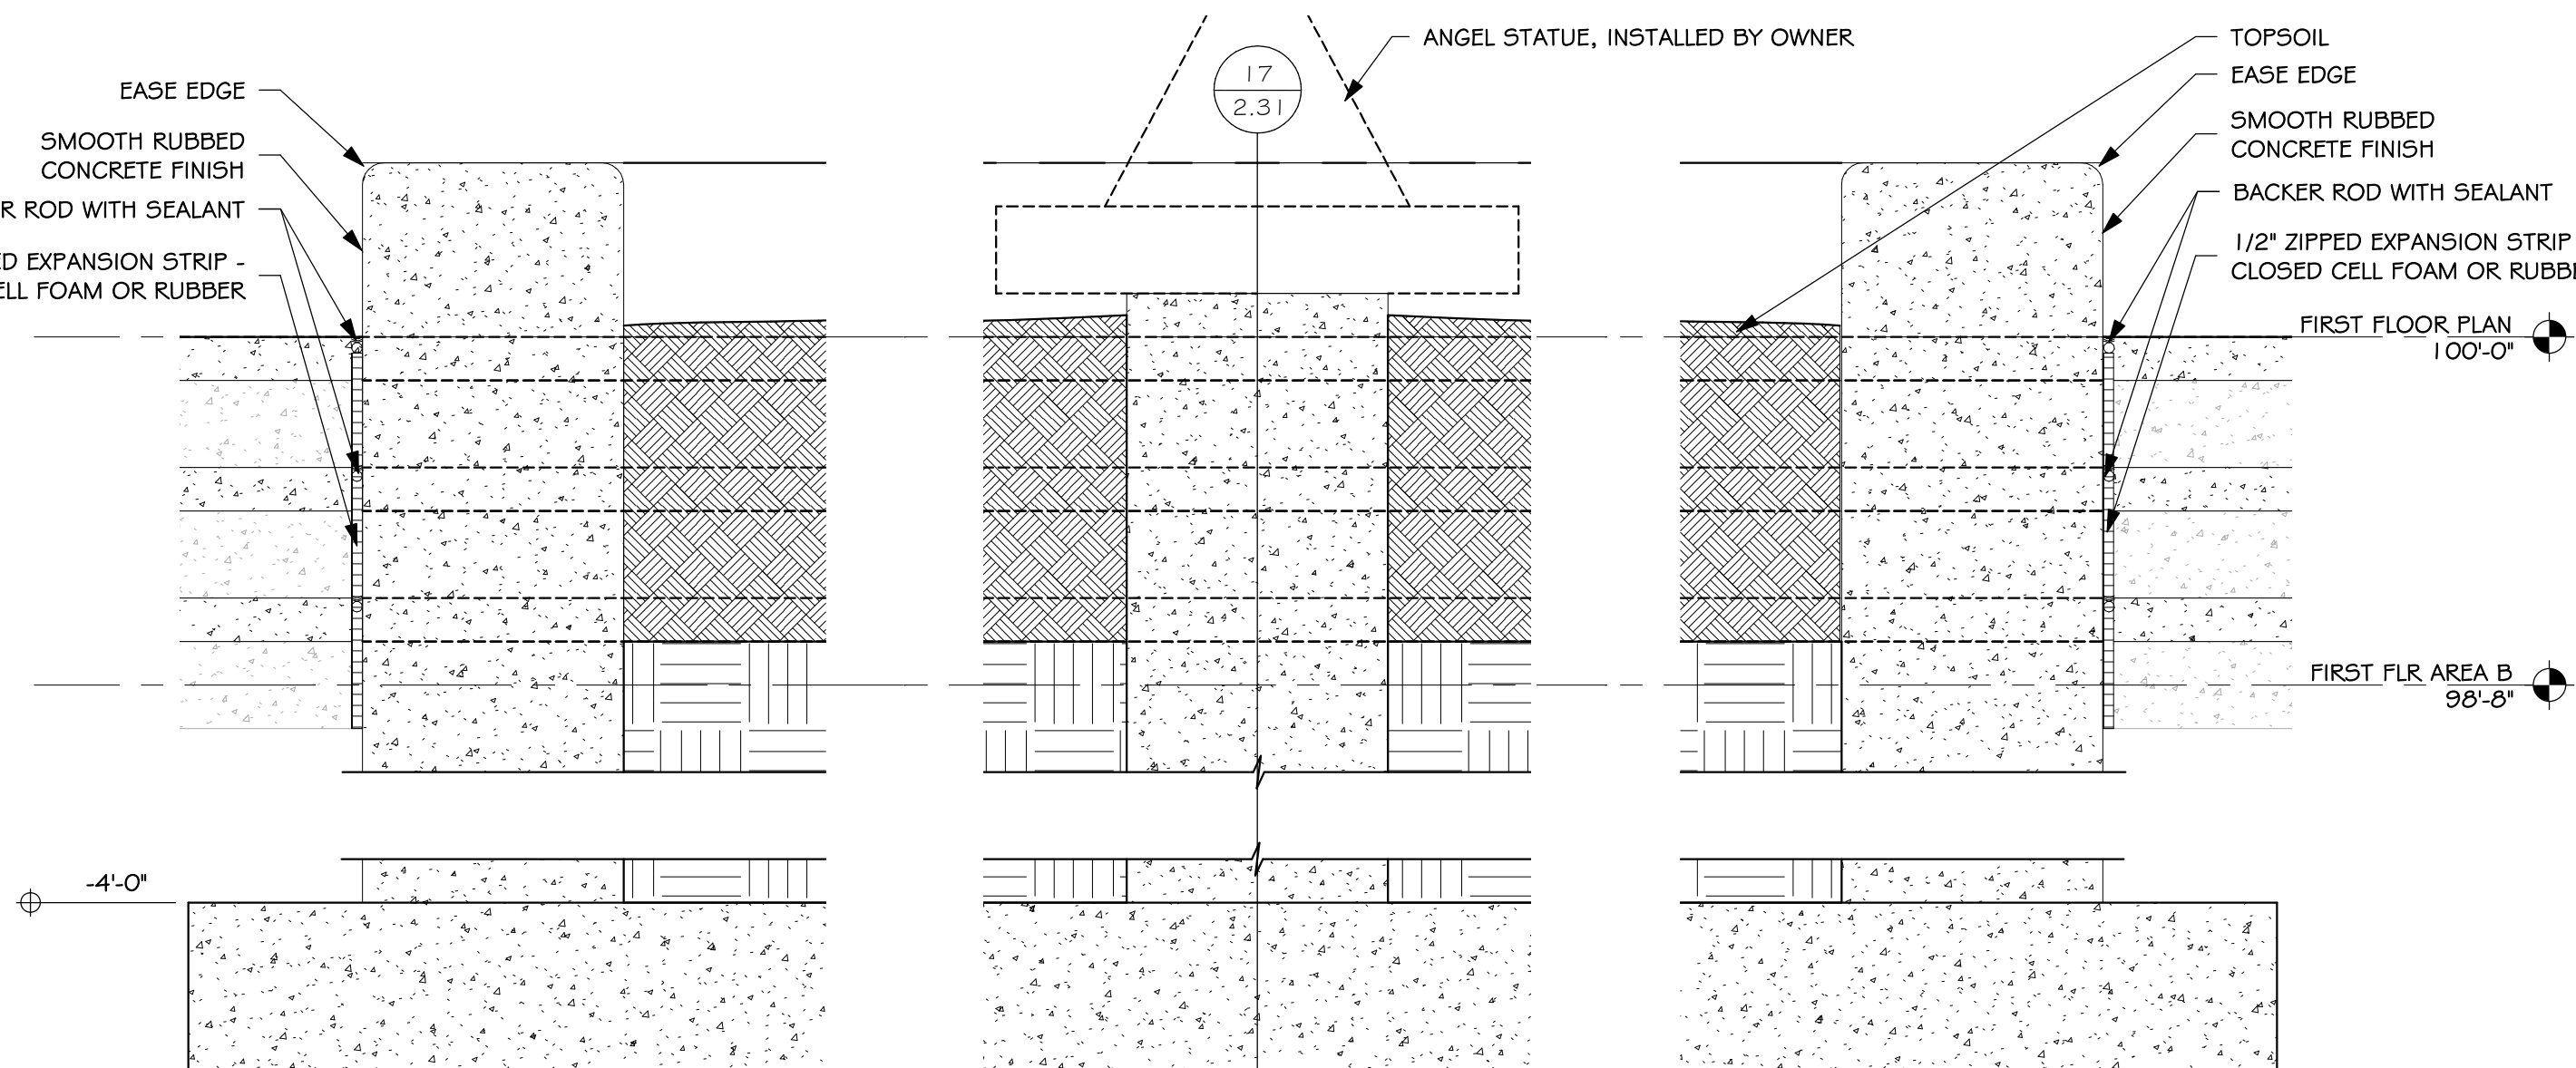 EASE EDGE
SMOOTH RUBBED
CONCRETE FINISH
R ROD WITH SEALANT
ED EXPANSION STRIP -
ELL FOAM OR RUBBER
17
2.31
ANGEL STATUE, INSTALLED BY OWNER
TOPSOIL
EASE EDGE
SMOOTH RUBBED
CONCRETE FINISH
BACKER ROD WITH SEALANT
1/2" ZIPPED EXPANSION STRIP
CLOSED CELL FOAM OR RUBBE
FIRST FLOOR PLAN
100'-0"
FIRST FLR AREA B
98'-8"
-4'-0"